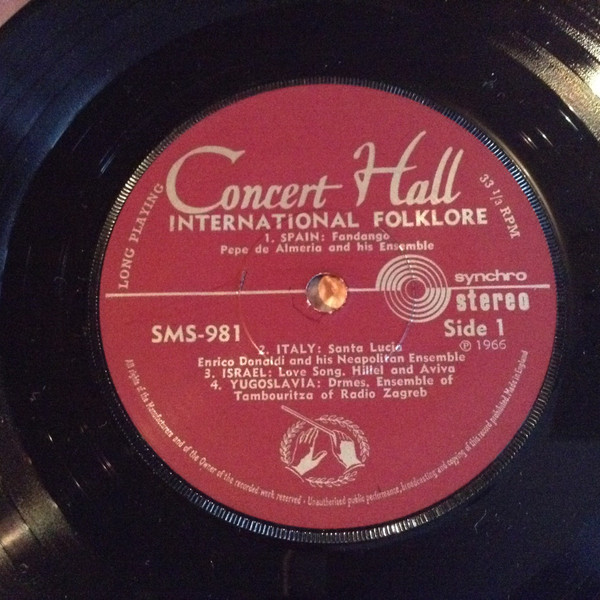 Concert Hall
INTERNATiONAL FOLKLORE
LONG PLAYING
33 1/3 RPM
1. SPAIN: Fandango
Pepe de Almeria and his Ensemble
synchro
stereo
SMS-981
Side 1
℗ 1966
2. ITALY: Santa Lucia
Enrico Donaldi and his Neapolitan Ensemble
3. ISRAEL: Love Song. Hillel and Aviva
4. YUGOSLAVIA: Drmes. Ensemble of
Tambouritza of Radio Zagreb
All rights of the Manufacturers and of the Owner of the recorded work reserved - Unauthorised public performance, broadcasting and copying of this record prohibited. Made in England